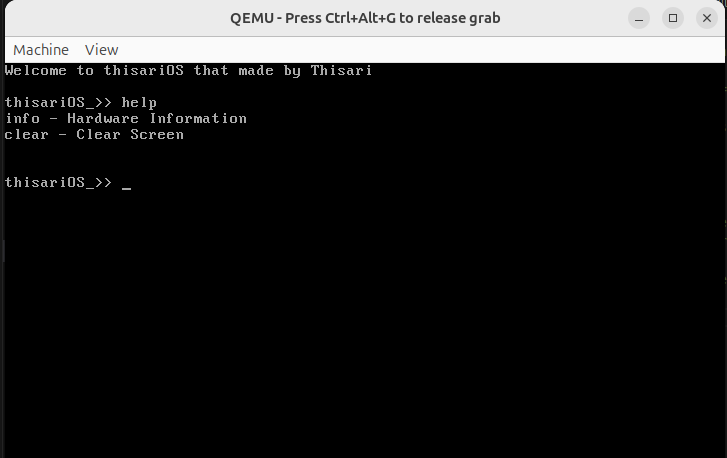 QEMU - Press Ctrl+Alt+G to release grab
Machine View
Welcome to thisariOS that made by Thisari
thisariOS_>> help
info - Hardware Information
clear - Clear Screen
thisariOS_>> _